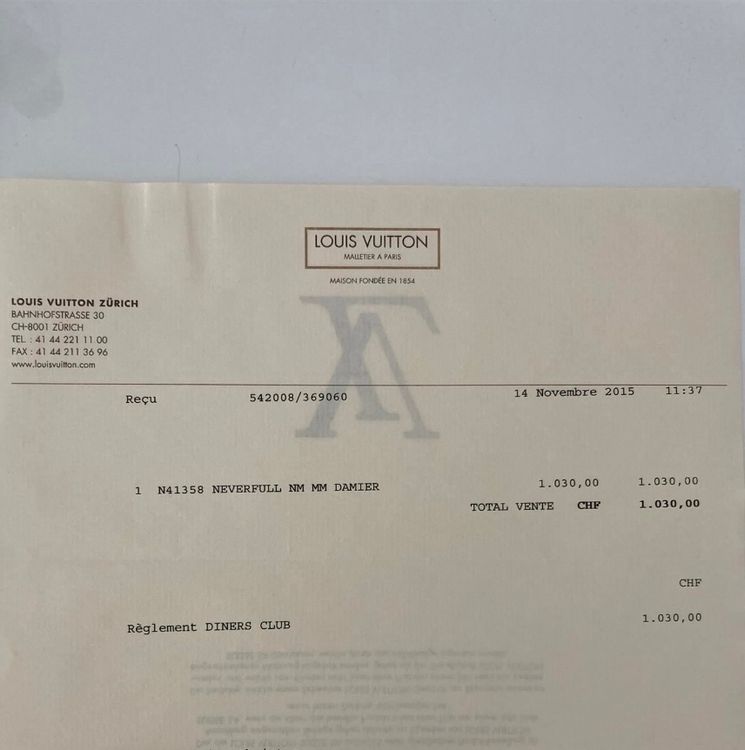 LOUIS VUITTON
MALLETIER A PARIS
MAISON FONDÉE EN 1854
LOUIS VUITTON ZÜRICH
BAHNHOFSTRASSE 30
CH-8001 ZÜRICH
TEL : 41 44 221 11 00
FAX : 41 44 211 36 96
www.louisvuitton.com
Reçu 542008/369060 14 Novembre 2015 11:37
1 N41358 NEVERFULL NM MM DAMIER 1.030,00 1.030,00
TOTAL VENTE CHF 1.030,00
CHF
Règlement DINERS CLUB 1.030,00